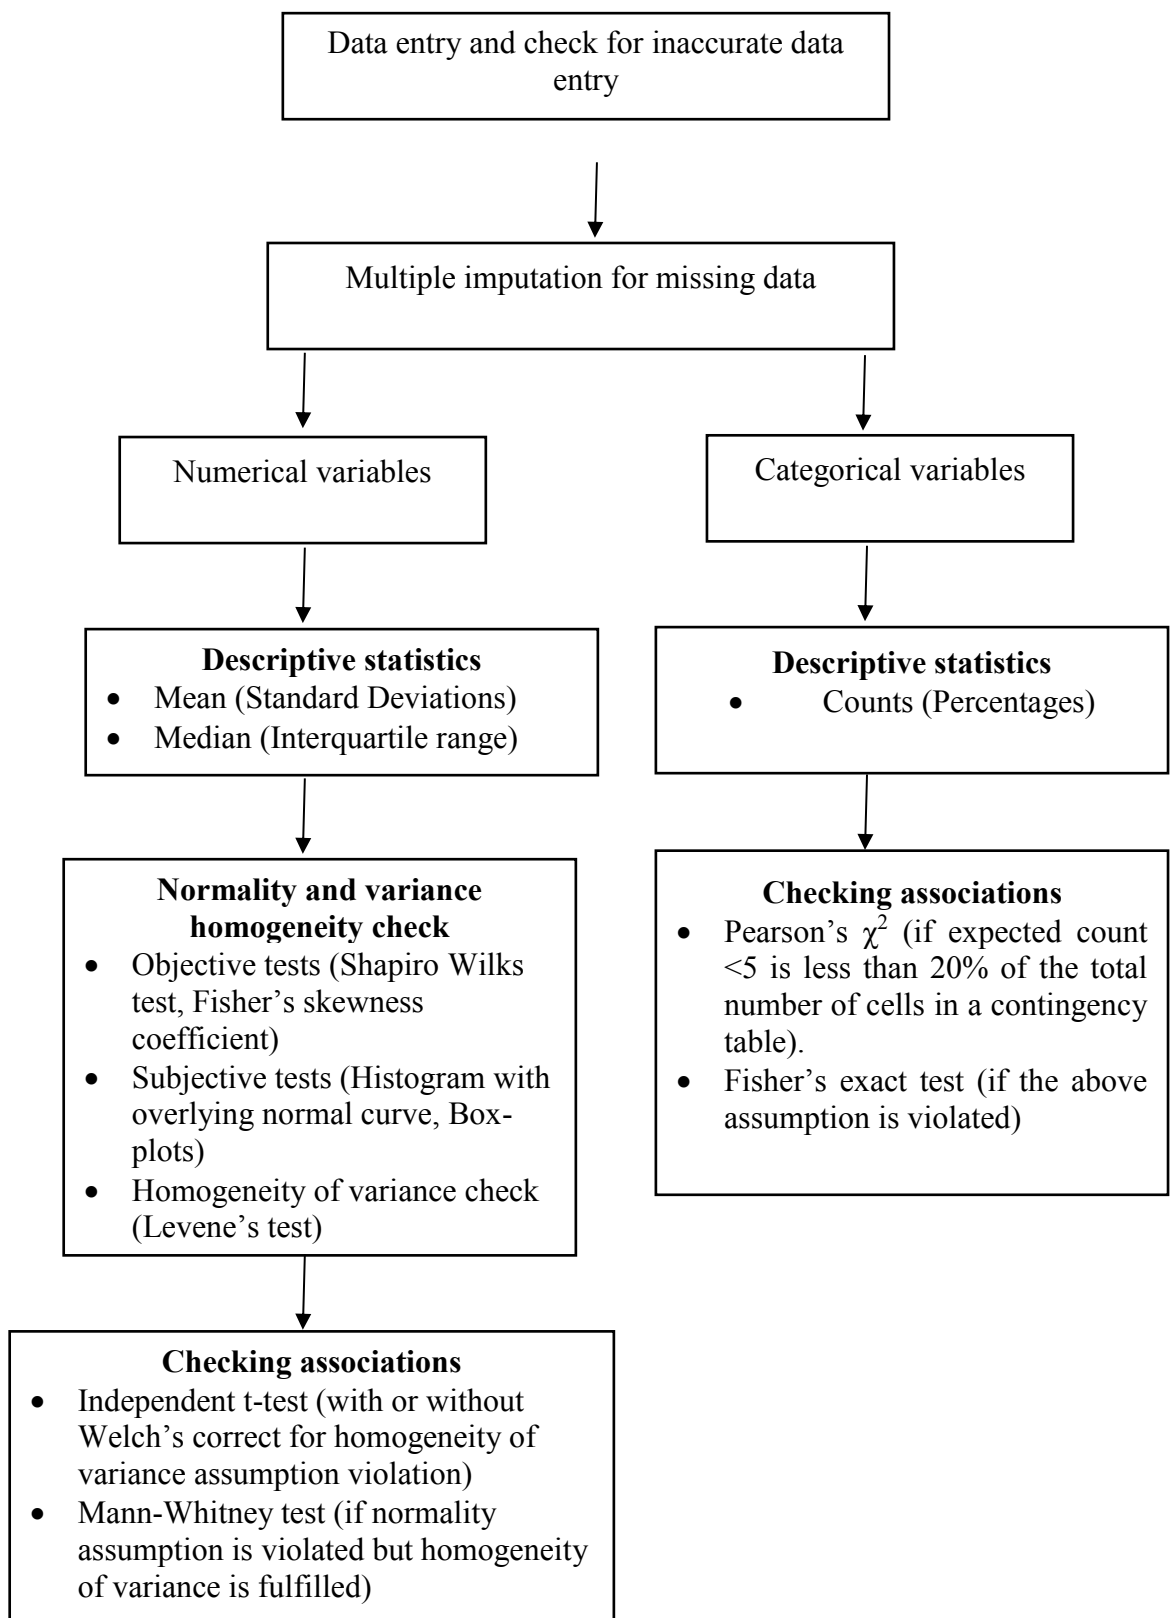 Data entry and check for inaccurate data
entry
Multiple imputation for missing data
Numerical variables
Categorical variables
Descriptive statistics
• Mean (Standard Deviations)
• Median (Interquartile range)
Descriptive statistics
• Counts (Percentages)
Normality and variance
homogeneity check
• Objective tests (Shapiro Wilks
test, Fisher’s skewness
coefficient)
• Subjective tests (Histogram with
overlying normal curve, Box-
plots)
• Homogeneity of variance check
(Levene’s test)
Checking associations
• Pearson’s χ² (if expected count
<5 is less than 20% of the total
number of cells in a contingency
table).
• Fisher’s exact test (if the above
assumption is violated)
Checking associations
• Independent t-test (with or without
Welch’s correct for homogeneity of
variance assumption violation)
• Mann-Whitney test (if normality
assumption is violated but homogeneity
of variance is fulfilled)